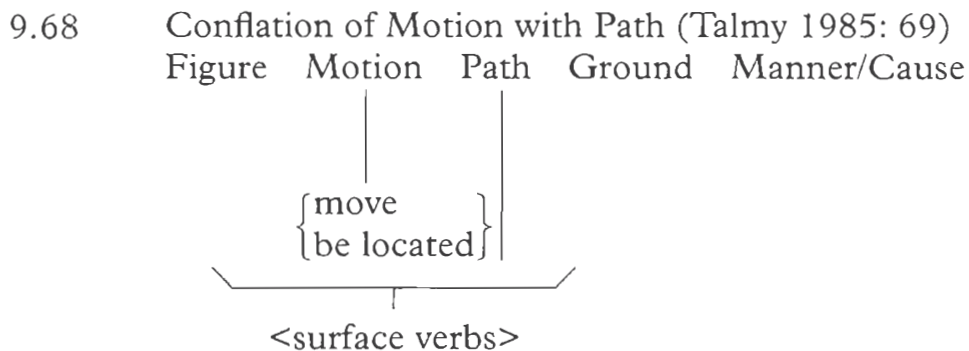 9.68 Conflation of Motion with Path (Talmy 1985: 69)
Figure Motion Path Ground Manner/Cause
move
be located
<surface verbs>